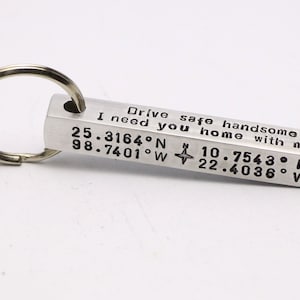 Drive safe handsome
I need you home with m
25.3164°N
98.7401°W
N
10.7543°
22.4036° W